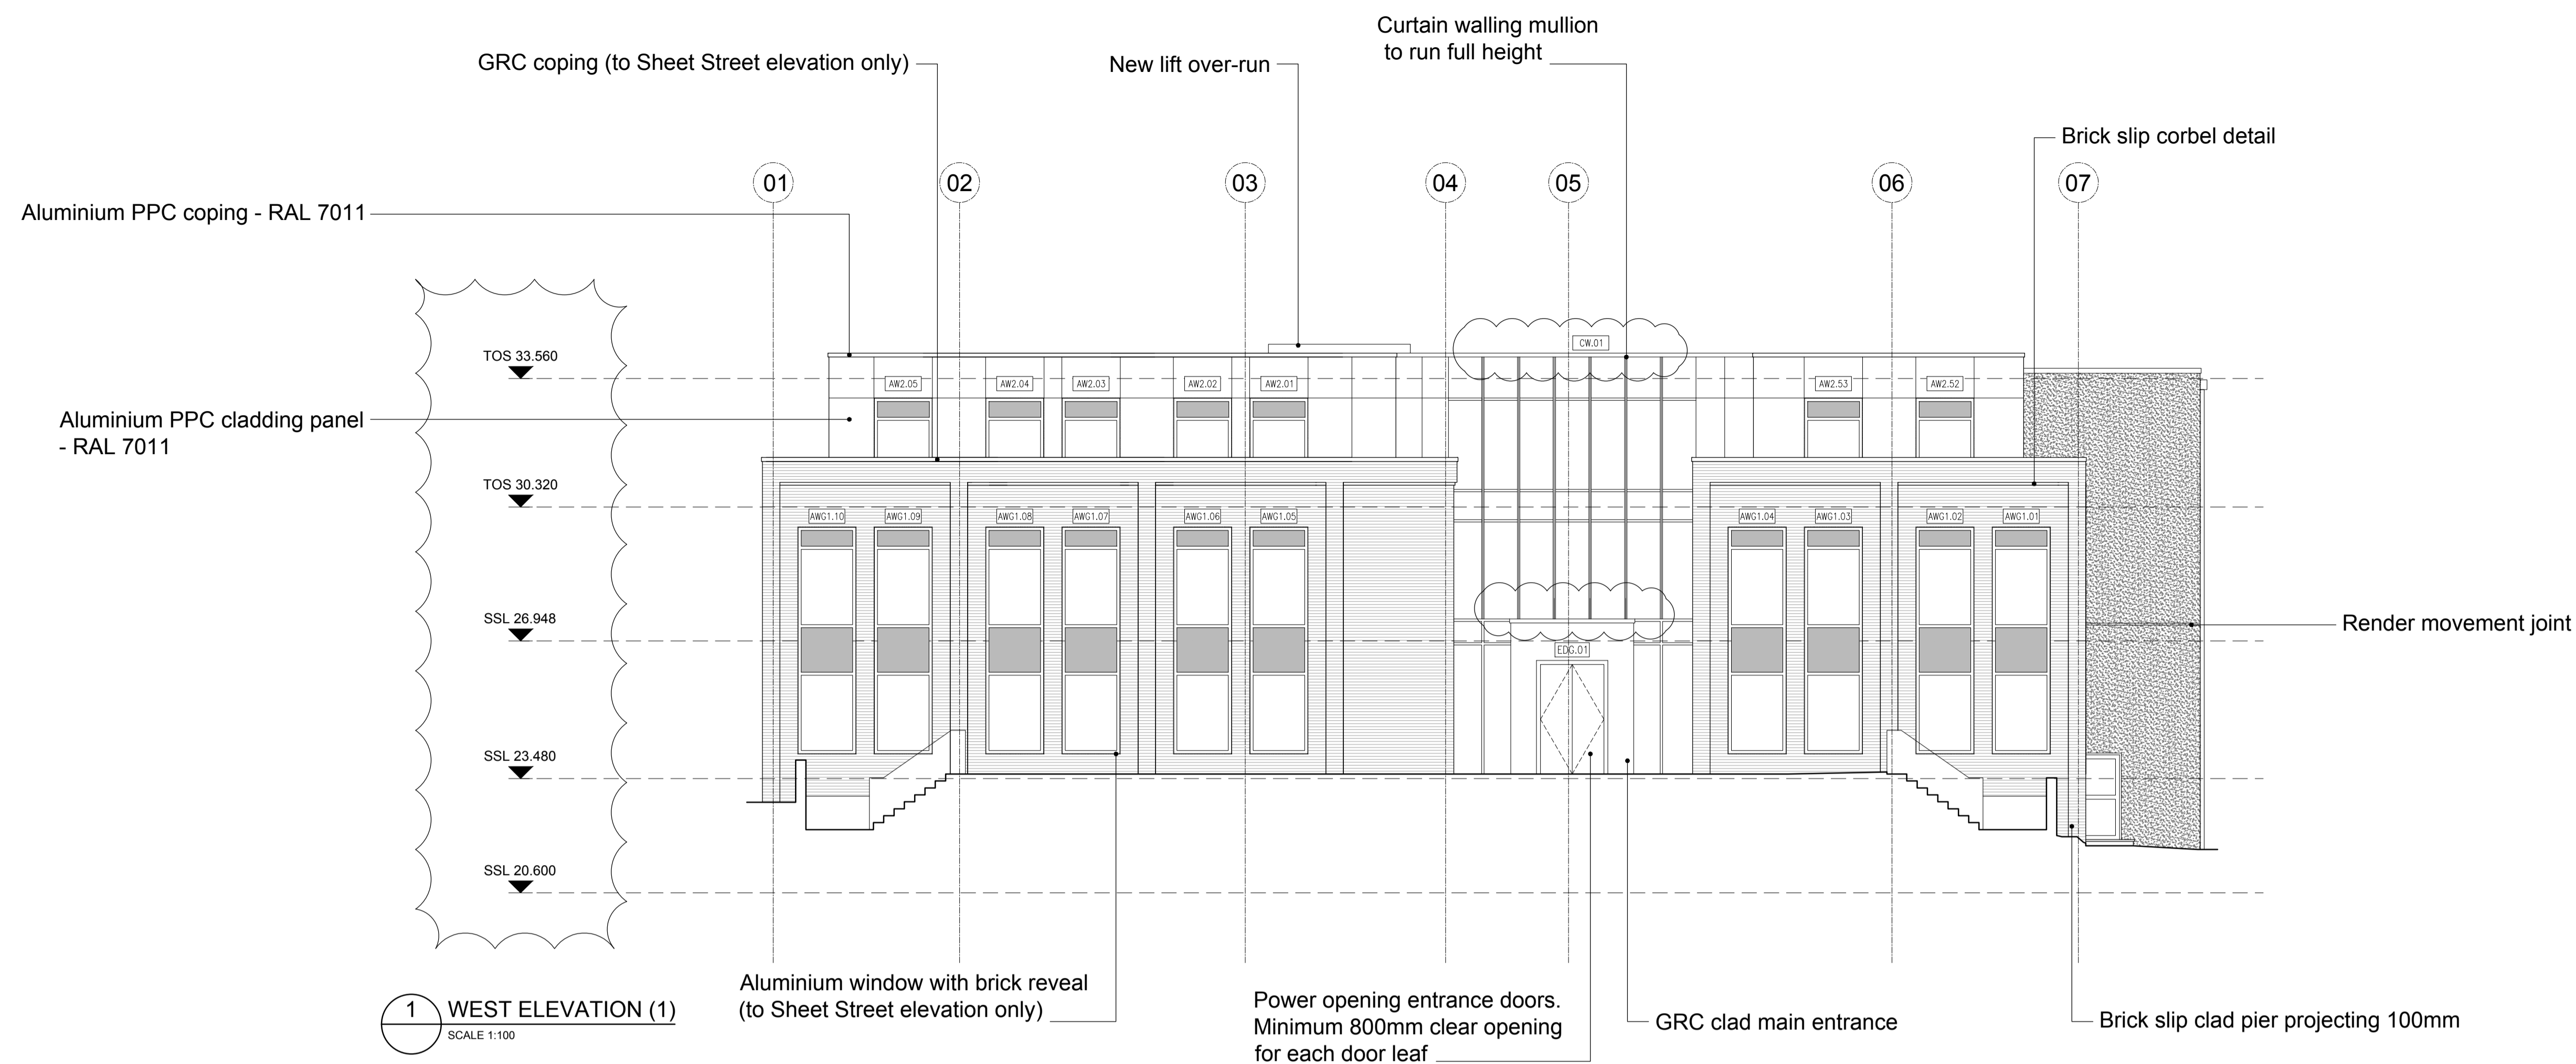 Curtain walling mullion
to run full height
GRC coping (to Sheet Street elevation only)
New lift over-run
Brick slip corbel detail
01
02
03
04
05
06
07
Aluminium PPC coping - RAL 7011
CW.01
TOS 33.560
AW2.05
AW2.04
AW2.03
AW2.02
AW2.01
AW2.53
AW2.52
Aluminium PPC cladding panel
- RAL 7011
TOS 30.320
AWG1.10
AWG1.09
AWG1.08
AWG1.07
AWG1.06
AWG1.05
AWG1.04
AWG1.03
AWG1.02
AWG1.01
SSL 26.948
Render movement joint
EDG.01
SSL 23.480
SSL 20.600
Aluminium window with brick reveal
(to Sheet Street elevation only)
Power opening entrance doors.
Minimum 800mm clear opening
for each door leaf
GRC clad main entrance
Brick slip clad pier projecting 100mm
1
WEST ELEVATION (1)
SCALE 1:100